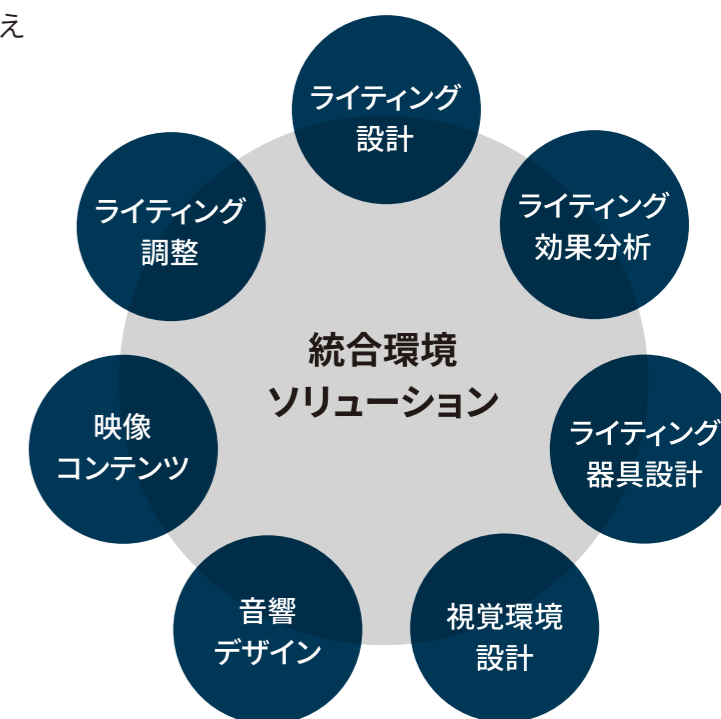 え
ライティング
設計
ライティング
効果分析
ライティング
器具設計
視覚環境
設計
音響
デザイン
映像
コンテンツ
ライティング
調整
統合環境
ソリューション